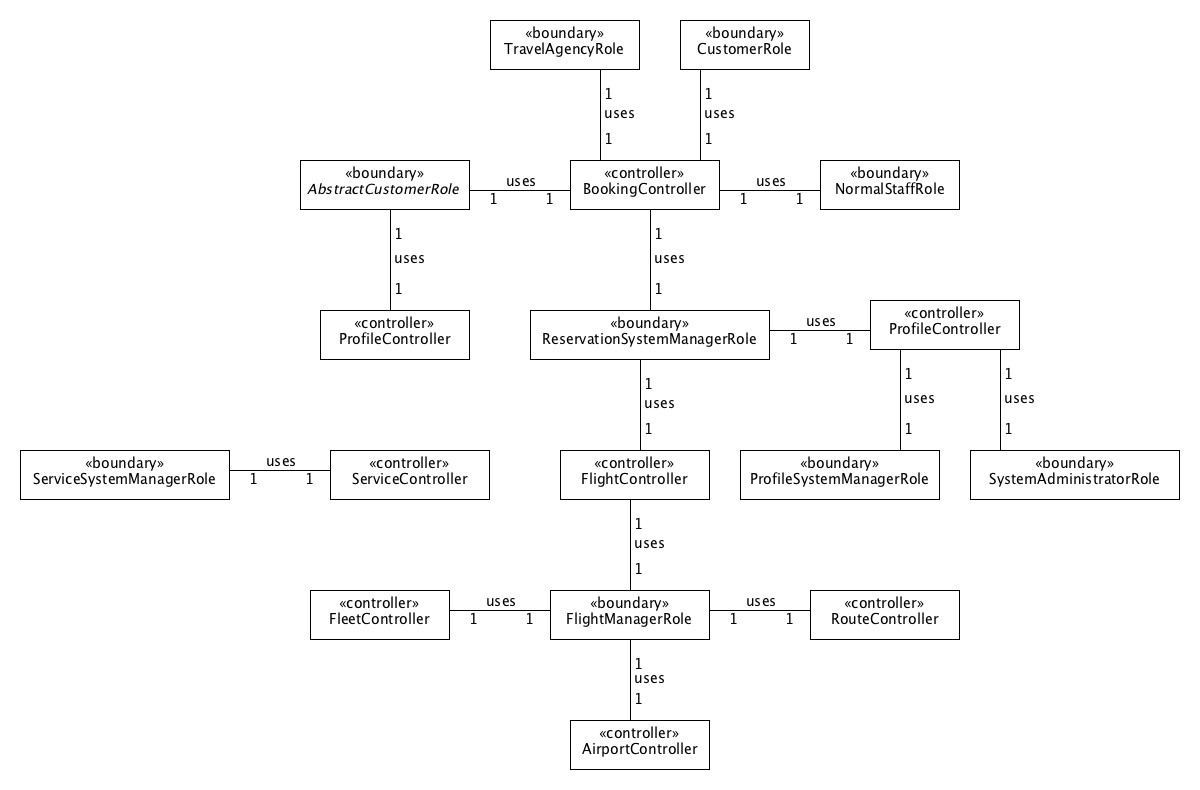 «boundary»
TravelAgencyRole
«boundary»
CustomerRole
1
uses
1
1
uses
1
«boundary»
AbstractCustomerRole
uses
1 1
«controller»
BookingController
uses
1 1
«boundary»
NormalStaffRole
1
uses
1
1
uses
1
«controller»
ProfileController
«boundary»
ReservationSystemManagerRole
uses
1 1
«controller»
ProfileController
1
uses
1
1
uses
1
1
uses
1
«boundary»
ServiceSystemManagerRole
uses
1 1
«controller»
ServiceController
«controller»
FlightController
«boundary»
ProfileSystemManagerRole
«boundary»
SystemAdministratorRole
1
uses
1
«controller»
FleetController
uses
1 1
«boundary»
FlightManagerRole
uses
1 1
«controller»
RouteController
1
uses
1
«controller»
AirportController